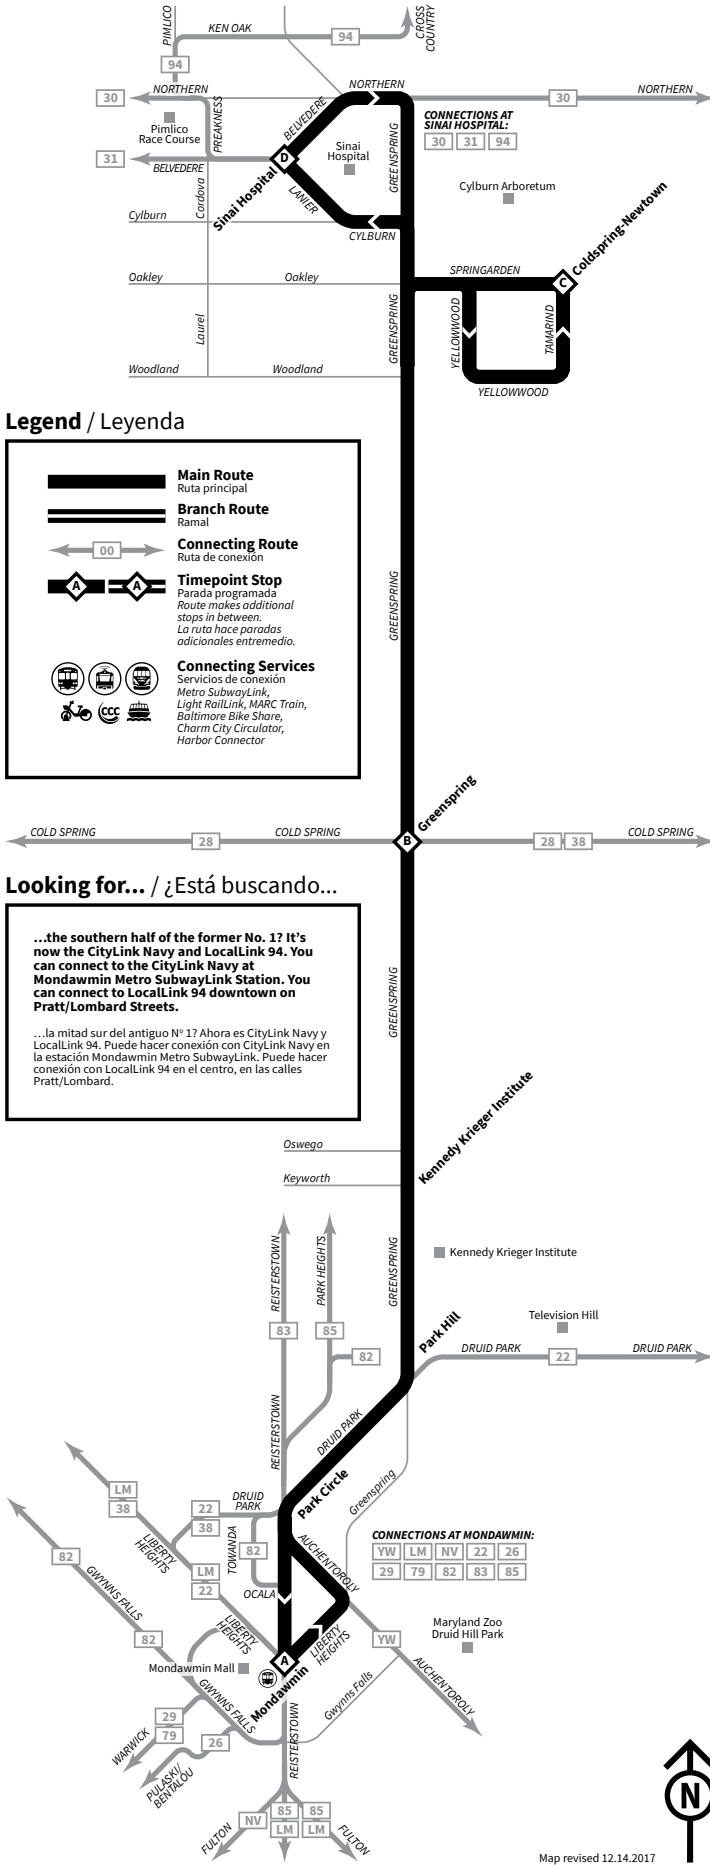 PIMLICO
KEN OAK
94
CROSS
COUNTRY
94
30
NORTHERN
NORTHERN
30
NORTHERN
PREAKNESS
BELVEDERE
Pimlico
Race Course
Sinai
Hospital
GREENSPRING
CONNECTIONS AT
SINAI HOSPITAL:
30 31 94
31
BELVEDERE
D
Sinai Hospital
LANIER
Cordova
Cylburn Arboretum
Cylburn
CYLBURN
Coldspring-Newtown
Oakley
Oakley
SPRINGARDEN
C
GREENSPRING
YELLOWWOOD
TAMARIND
Laurel
Woodland
Woodland
YELLOWWOOD
Legend / Leyenda
Main Route
Ruta principal
Branch Route
Ramal
00
Connecting Route
Ruta de conexión
A
A
Timepoint Stop
Parada programada
Route makes additional
stops in between.
La ruta hace paradas
adicionales entremedio.
Connecting Services
Servicios de conexión
Metro SubwayLink,
Light RailLink, MARC Train,
Baltimore Bike Share,
Charm City Circulator,
Harbor Connector
CCC
GREENSPRING
Greenspring
COLD SPRING
28
COLD SPRING
B
28 38
COLD SPRING
Looking for... / ¿Está buscando...
…the southern half of the former No. 1? It’s
now the CityLink Navy and LocalLink 94. You
can connect to the CityLink Navy at
Mondawmin Metro SubwayLink Station. You
can connect to LocalLink 94 downtown on
Pratt/Lombard Streets.
…la mitad sur del antiguo Nº 1? Ahora es CityLink Navy y
LocalLink 94. Puede hacer conexión con CityLink Navy en
la estación Mondawmin Metro SubwayLink. Puede hacer
conexión con LocalLink 94 en el centro, en las calles
Pratt/Lombard.
GREENSPRING
Kennedy Krieger Institute
Oswego
Keyworth
REISTERSTOWN
PARK HEIGHTS
GREENSPRING
Kennedy Krieger Institute
83
85
82
Park Hill
Television Hill
DRUID PARK
22
DRUID PARK
REISTERSTOWN
DRUID PARK
Park Circle
Greenspring
LM
38
DRUID
PARK
22
38
LIBERTY
HEIGHTS
TOWANDA
82
AUCHENTOROLY
CONNECTIONS AT MONDAWMIN:
YW LM NV 22 26
29 79 82 83 85
82
GWYNNS FALLS
LM
22
OCALA
82
LIBERTY
HEIGHTS
LIBERTY
HEIGHTS
YW
Maryland Zoo
Druid Hill Park
Mondawmin Mall
A
Mondawmin
AUCHENTOROLY
Gwynns Falls
GWYNNS FALLS
29
79
WARWICK
26
PULASKI/
BENTALOU
REISTERSTOWN
NV
85
LM
85
LM
FULTON
FULTON
N
Map revised 12.14.2017